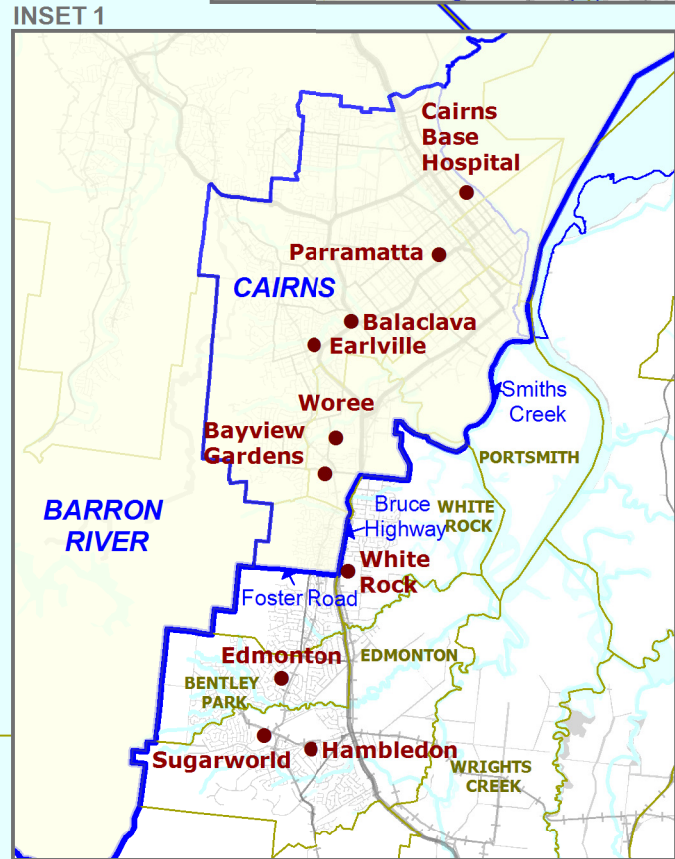 INSET 1
Cairns
Base
Hospital
Parramatta
CAIRNS
Balaclava
Earlville
Smiths
Creek
Woree
Bayview
Gardens
PORTSMITH
BARRON
RIVER
Bruce
Highway
WHITE
ROCK
White
Rock
Foster Road
Edmonton
EDMONTON
BENTLEY
PARK
Sugarworld
Hambledon
WRIGHTS
CREEK